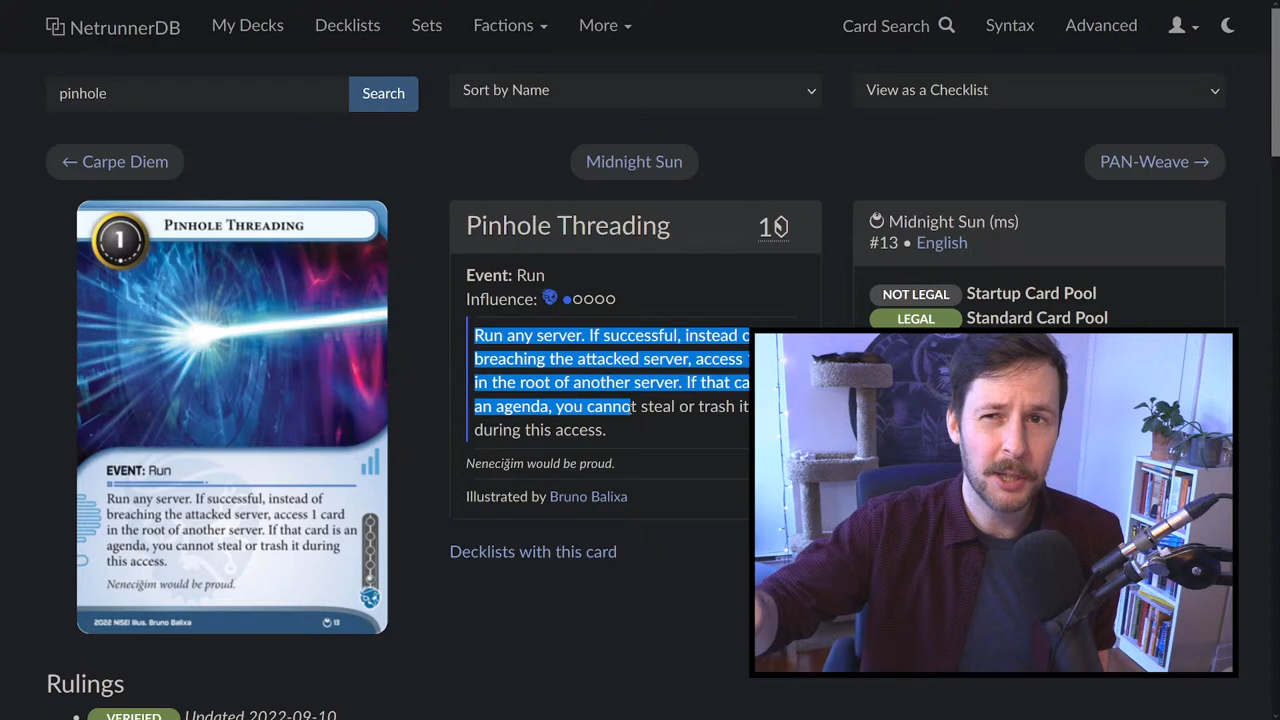 NetrunnerDB My Decks Decklists Sets Factions More Card Search Syntax Advanced
pinhole Search Sort by Name View as a Checklist
← Carpe Diem Midnight Sun PAN-Weave →
1 PINHOLE THREADING
EVENT: Run
Run any server. If successful, instead of
breaching the attacked server, access 1 card
in the root of another server. If that card is an
agenda, you cannot steal or trash it during
this access.
Neneciğim would be proud.
2022 NISEI Illus. Bruno Balixa 13
Pinhole Threading 1
Event: Run
Influence:
Run any server. If successful, instead
breaching the attacked server, access
in the root of another server. If that
an agenda, you cannot steal or trash it
during this access.
Neneciğim would be proud.
Illustrated by Bruno Balixa
Decklists with this card
Midnight Sun (ms)
#13 • English
NOT LEGAL Startup Card Pool
LEGAL Standard Card Pool
Rulings
• VERIFIED Updated 2022-09-10